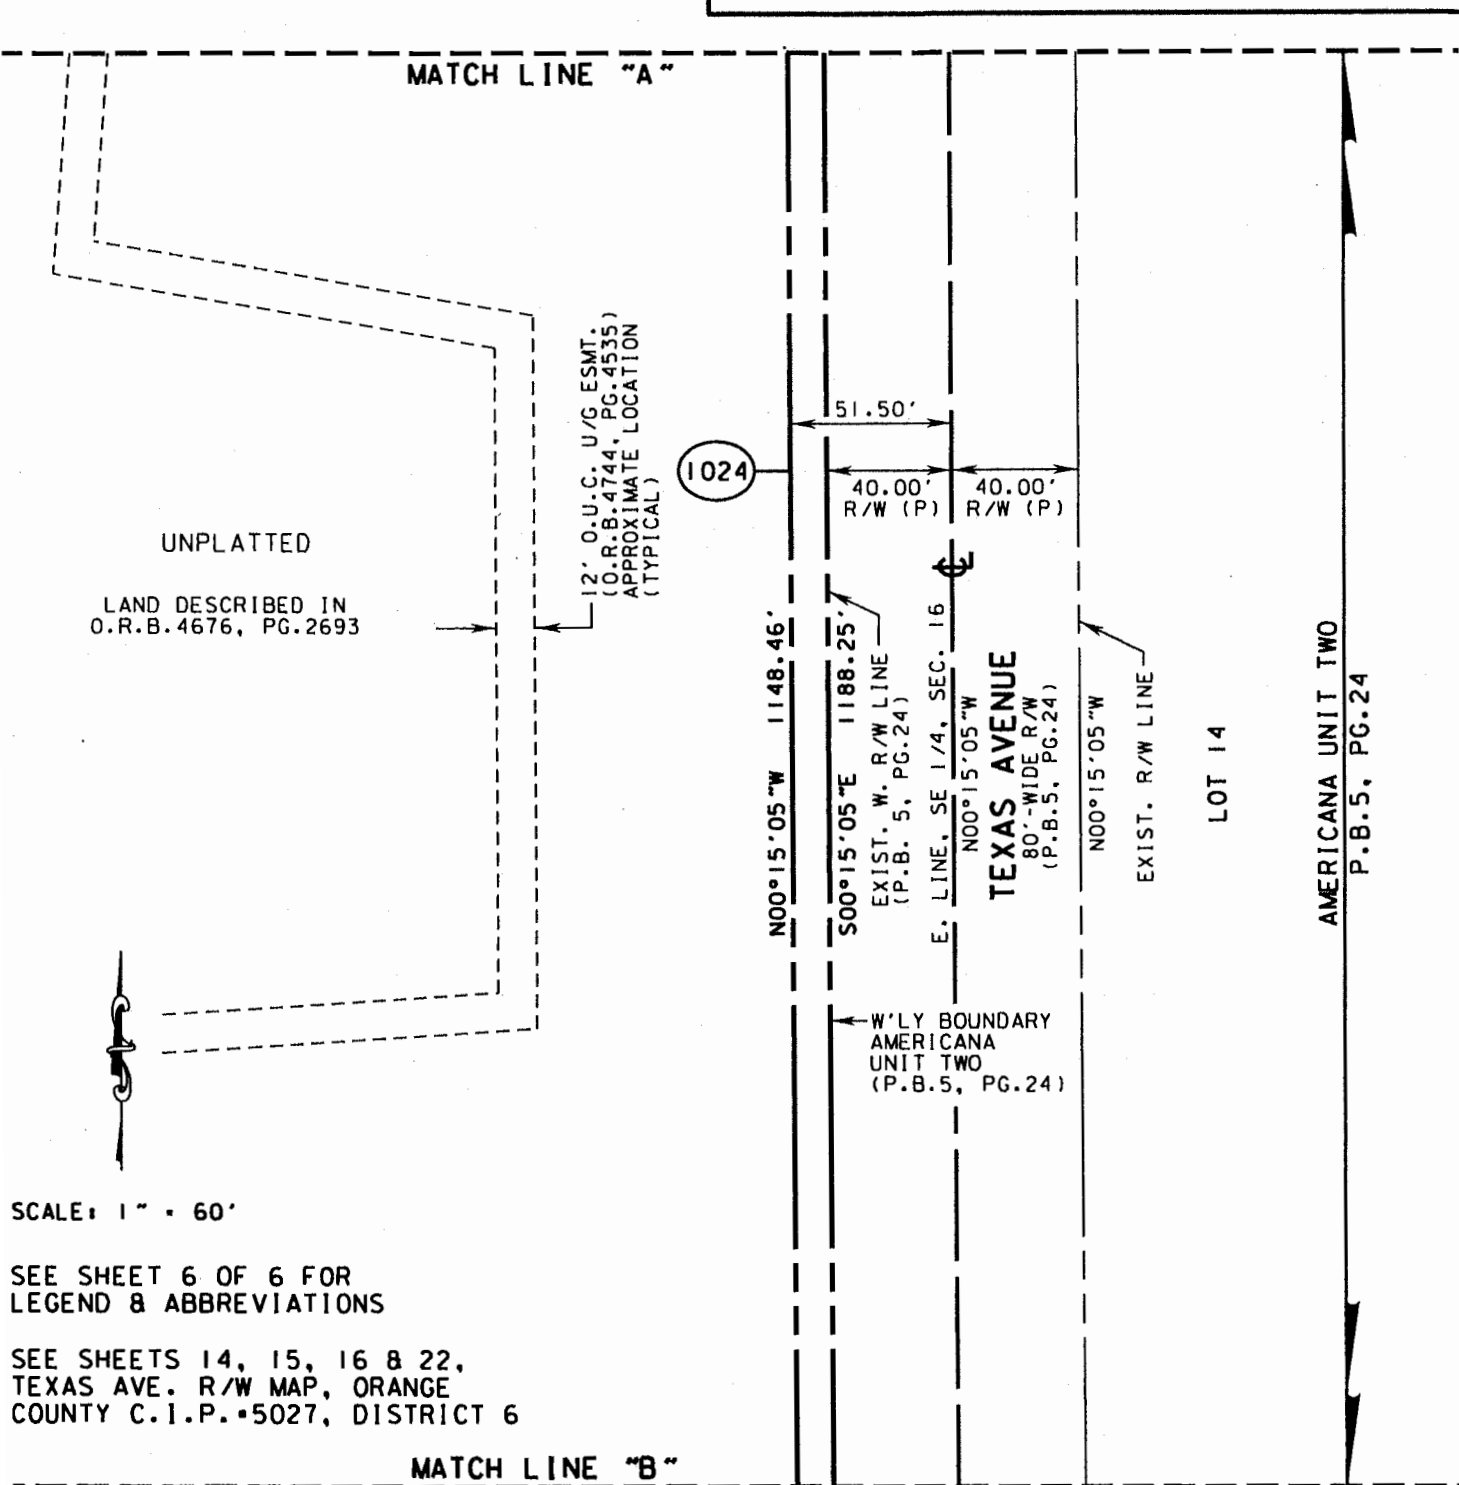 MATCH LINE "A"
12' O.U.C. U/G ESMT.
(O.R.B.4744, PG.4535)
APPROXIMATE LOCATION
(TYPICAL)
51.50'
1024
40.00'
R/W (P)
40.00'
R/W (P)
UNPLATTED
LAND DESCRIBED IN
O.R.B.4676, PG.2693
N00°15'05"W 1148.46'
S00°15'05"E 1188.25'
EXIST. W. R/W LINE
(P.B. 5, PG.24)
E. LINE, SE 1/4, SEC. 16
N00°15'05"W
TEXAS AVENUE
80'-WIDE R/W
(P.B.5, PG.24)
N00°15'05"W
EXIST. R/W LINE
LOT 14
AMERICANA UNIT TWO
P.B.5, PG.24
W'LY BOUNDARY
AMERICANA
UNIT TWO
(P.B.5, PG.24)
SCALE: 1" = 60'
SEE SHEET 6 OF 6 FOR
LEGEND & ABBREVIATIONS
SEE SHEETS 14, 15, 16 & 22,
TEXAS AVE. R/W MAP, ORANGE
COUNTY C.I.P.#5027, DISTRICT 6
MATCH LINE "B"